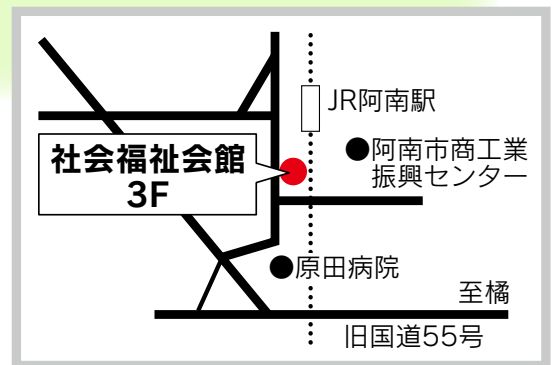 JR阿南駅
阿南市商工業
振興センター
社会福祉会館
3F
原田病院
至橘
旧国道55号